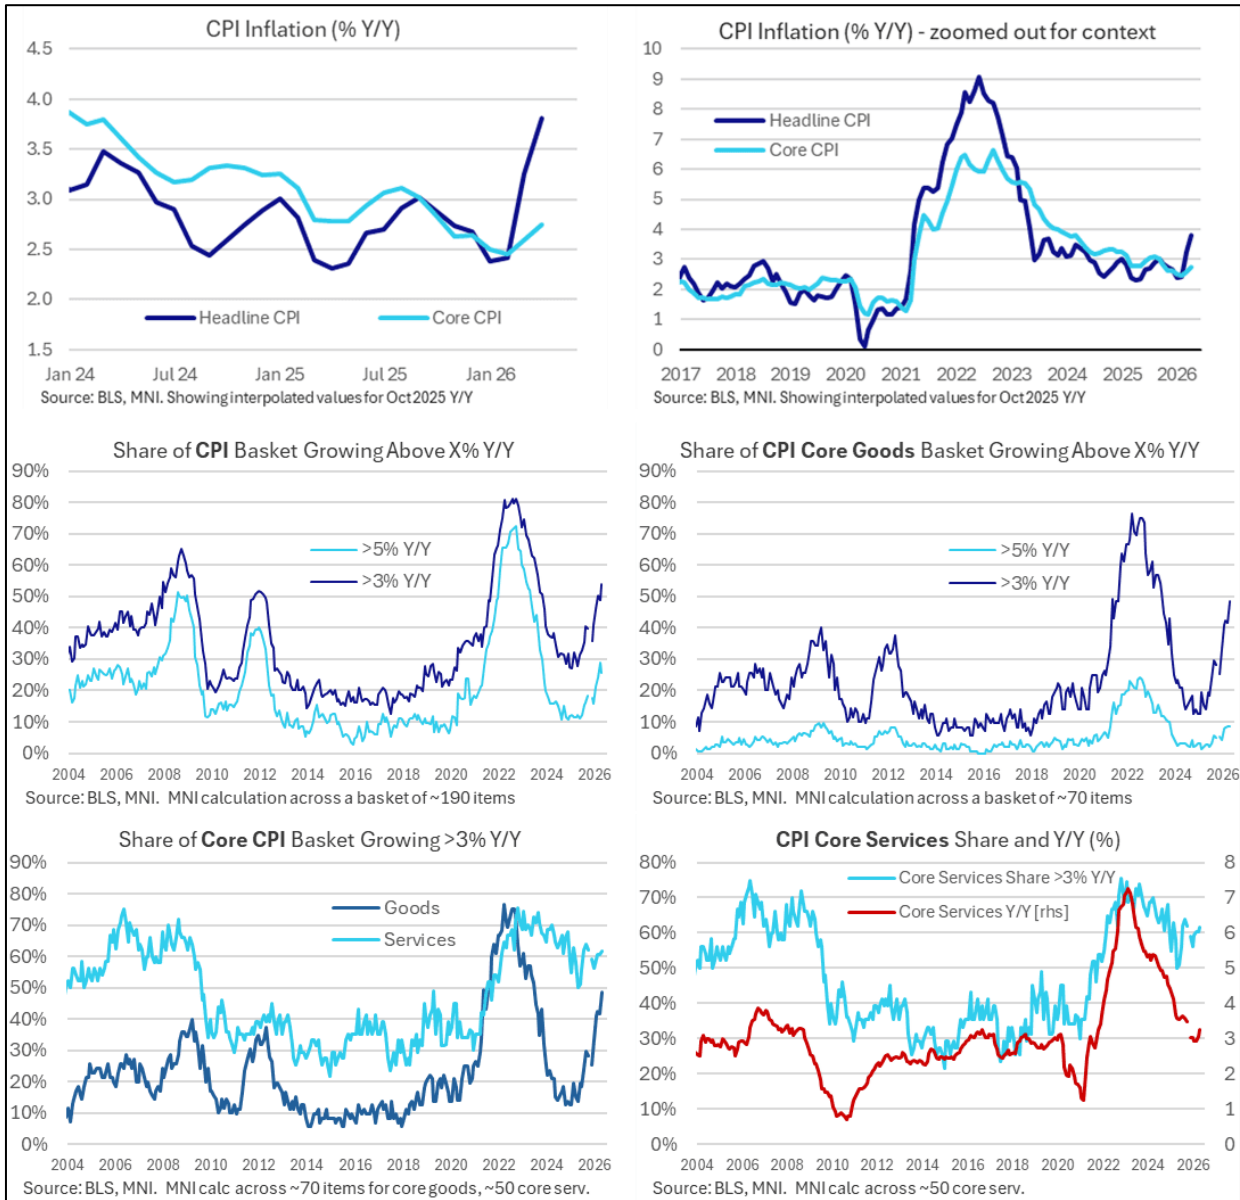 CPI Inflation (% Y/Y)
4.5
4.0
3.5
3.0
2.5
2.0
1.5
Headline CPI
Core CPI
Jan 24
Jul 24
Jan 25
Jul 25
Jan 26
Source: BLS, MNI. Showing interpolated values for Oct 2025 Y/Y
CPI Inflation (% Y/Y) - zoomed out for context
10
9
8
7
6
5
4
3
2
1
0
Headline CPI
Core CPI
2017 2018 2019 2020 2021 2022 2023 2024 2025 2026
Source: BLS, MNI. Showing interpolated values for Oct 2025 Y/Y
Share of CPI Basket Growing Above X% Y/Y
90%
80%
70%
60%
50%
40%
30%
20%
10%
0%
>5% Y/Y
>3% Y/Y
2004 2006 2008 2010 2012 2014 2016 2018 2020 2022 2024 2026
Source: BLS, MNI. MNI calculation across a basket of ~190 items
Share of CPI Core Goods Basket Growing Above X% Y/Y
90%
80%
70%
60%
50%
40%
30%
20%
10%
0%
>5% Y/Y
>3% Y/Y
2004 2006 2008 2010 2012 2014 2016 2018 2020 2022 2024 2026
Source: BLS, MNI. MNI calculation across a basket of ~70 items
Share of Core CPI Basket Growing >3% Y/Y
90%
80%
70%
60%
50%
40%
30%
20%
10%
0%
Goods
Services
2004 2006 2008 2010 2012 2014 2016 2018 2020 2022 2024 2026
Source: BLS, MNI. MNI calc across ~70 items for core goods, ~50 core serv.
CPI Core Services Share and Y/Y (%)
80%
70%
60%
50%
40%
30%
20%
10%
0%
Core Services Share >3% Y/Y
Core Services Y/Y [rhs]
8
7
6
5
4
3
2
1
0
2004 2006 2008 2010 2012 2014 2016 2018 2020 2022 2024 2026
Source: BLS, MNI. MNI calc across ~50 core serv.